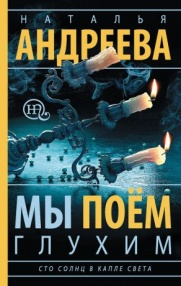 НАТАЛЬЯ
АНДРЕЕВА
МЫ ПОЁМ
ГЛУХИМ
СТО СОЛНЦ В КАПЛЕ СВЕТА